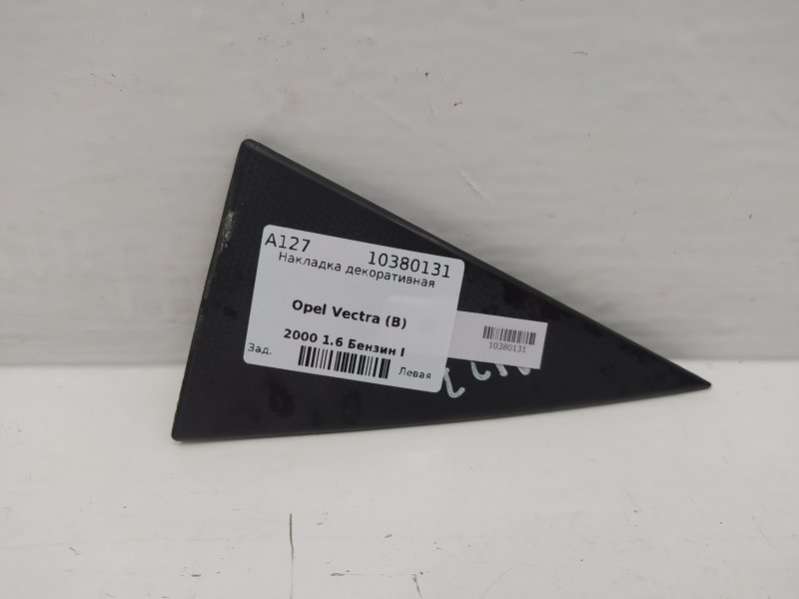 A127 10380131
Накладка декоративная
Opel Vectra (B)
2000 1.6 Бензин I
Зад. Левая
10380131